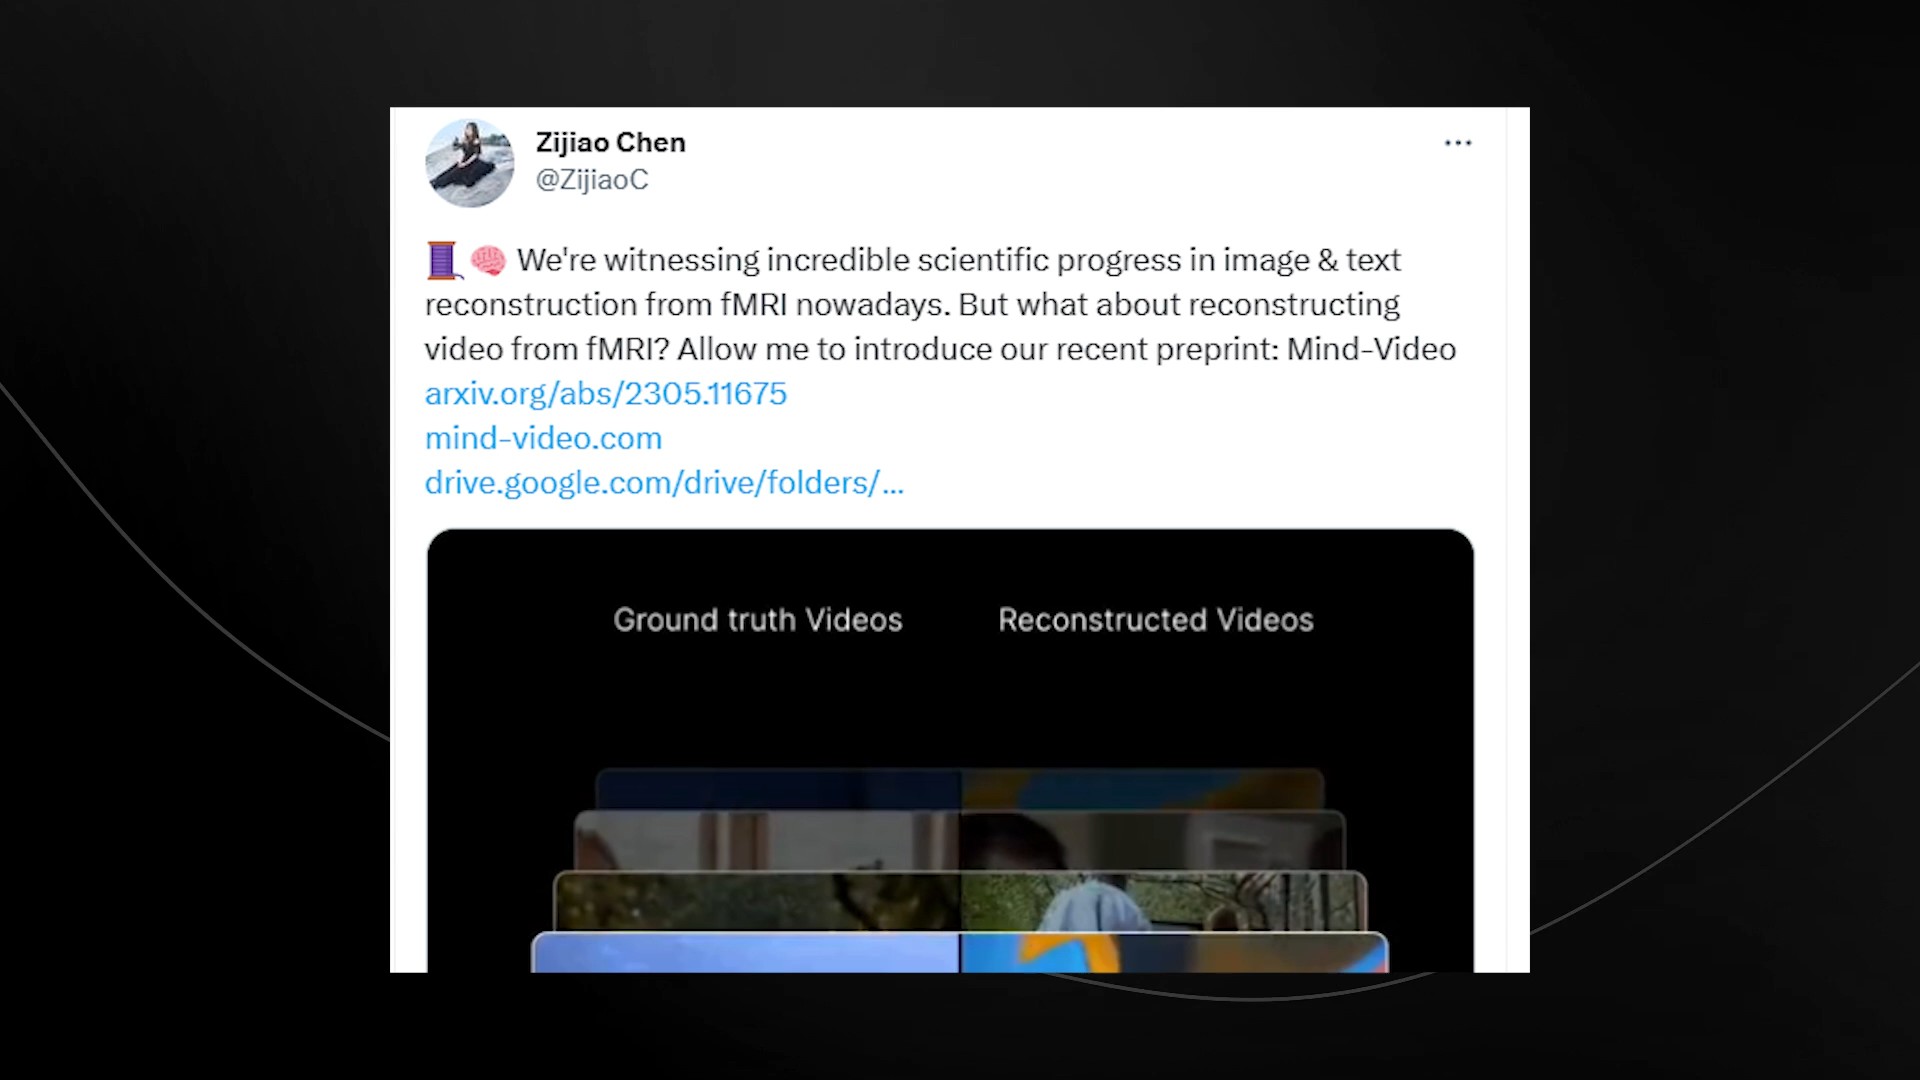 Zijiao Chen
@ZijiaoC
🧵🧠 We're witnessing incredible scientific progress in image & text
reconstruction from fMRI nowadays. But what about reconstructing
video from fMRI? Allow me to introduce our recent preprint: Mind-Video
arxiv.org/abs/2305.11675
mind-video.com
drive.google.com/drive/folders/...
Ground truth Videos Reconstructed Videos